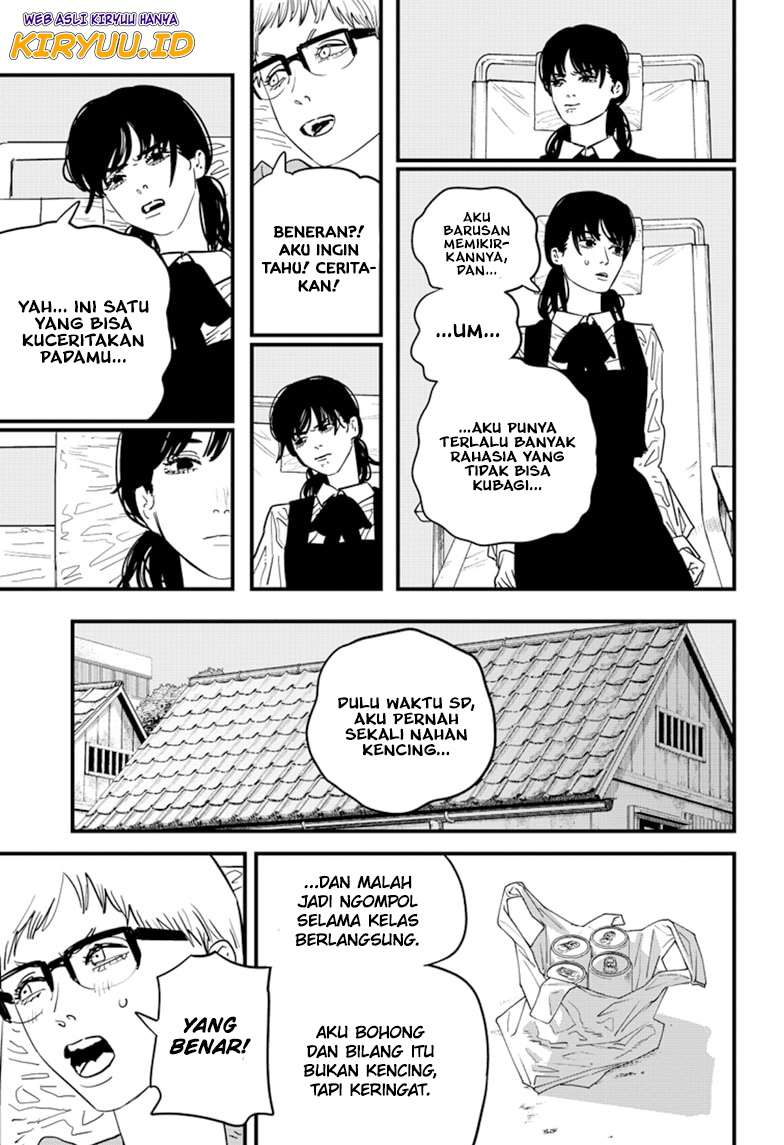 WEB ASLI KIRYUU HANYA
KIRYUU.ID
AKU
BARUSAN
MEMIKIR-
KANNYA,
DAN...
...UM...
...AKU PUNYA
TERLALU BANYAK
RAHASIA YANG
TIDAK BISA
KUBAGI...
BENERAN?!
AKU INGIN
TAHU! CERITA-
KAN!
YAH... INI SATU
YANG BISA
KUCERITAKAN
PADAMU...
DULU WAKTU SD,
AKU PERNAH
SEKALI NAHAN
KENCING...
...DAN MALAH
JADI NGOMPOL
SELAMA KELAS
BERLANGSUNG.
AKU BOHONG
DAN BILANG ITU
BUKAN KENCING,
TAPI KERINGAT.
YANG
BENAR!